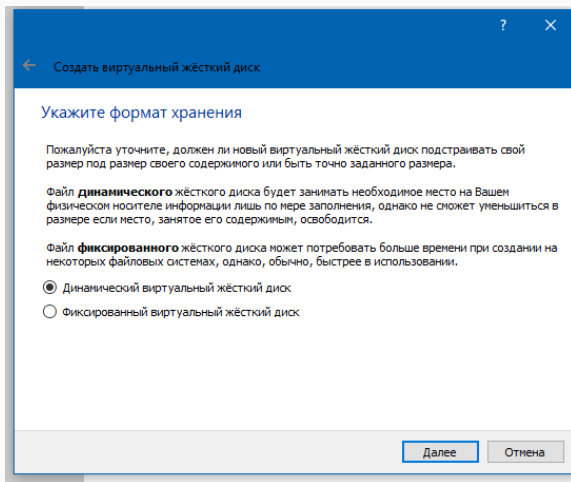 Создать виртуальный жёсткий диск
Укажите формат хранения
Пожалуйста уточните, должен ли новый виртуальный жёсткий диск подстраивать свой
размер под размер своего содержимого или быть точно заданного размера.
Файл динамического жёсткого диска будет занимать необходимое место на Вашем
физическом носителе информации лишь по мере заполнения, однако не сможет уменьшиться в
размере если место, занятое его содержимым, освободится.
Файл фиксированного жёсткого диска может потребовать больше времени при создании на
некоторых файловых системах, однако, обычно, быстрее в использовании.
Динамический виртуальный жёсткий диск
Фиксированный виртуальный жёсткий диск
Далее Отмена